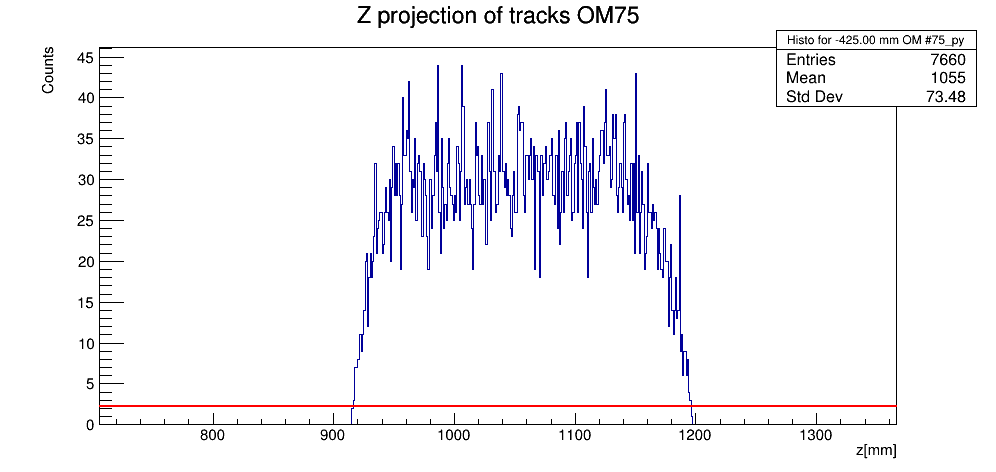 Z projection of tracks OM75
Histo for -425.00 mm OM #75_py
Entries 7660
Mean 1055
Std Dev 73.48
Counts
45
40
35
30
25
20
15
10
5
0
800 900 1000 1100 1200 1300
z[mm]